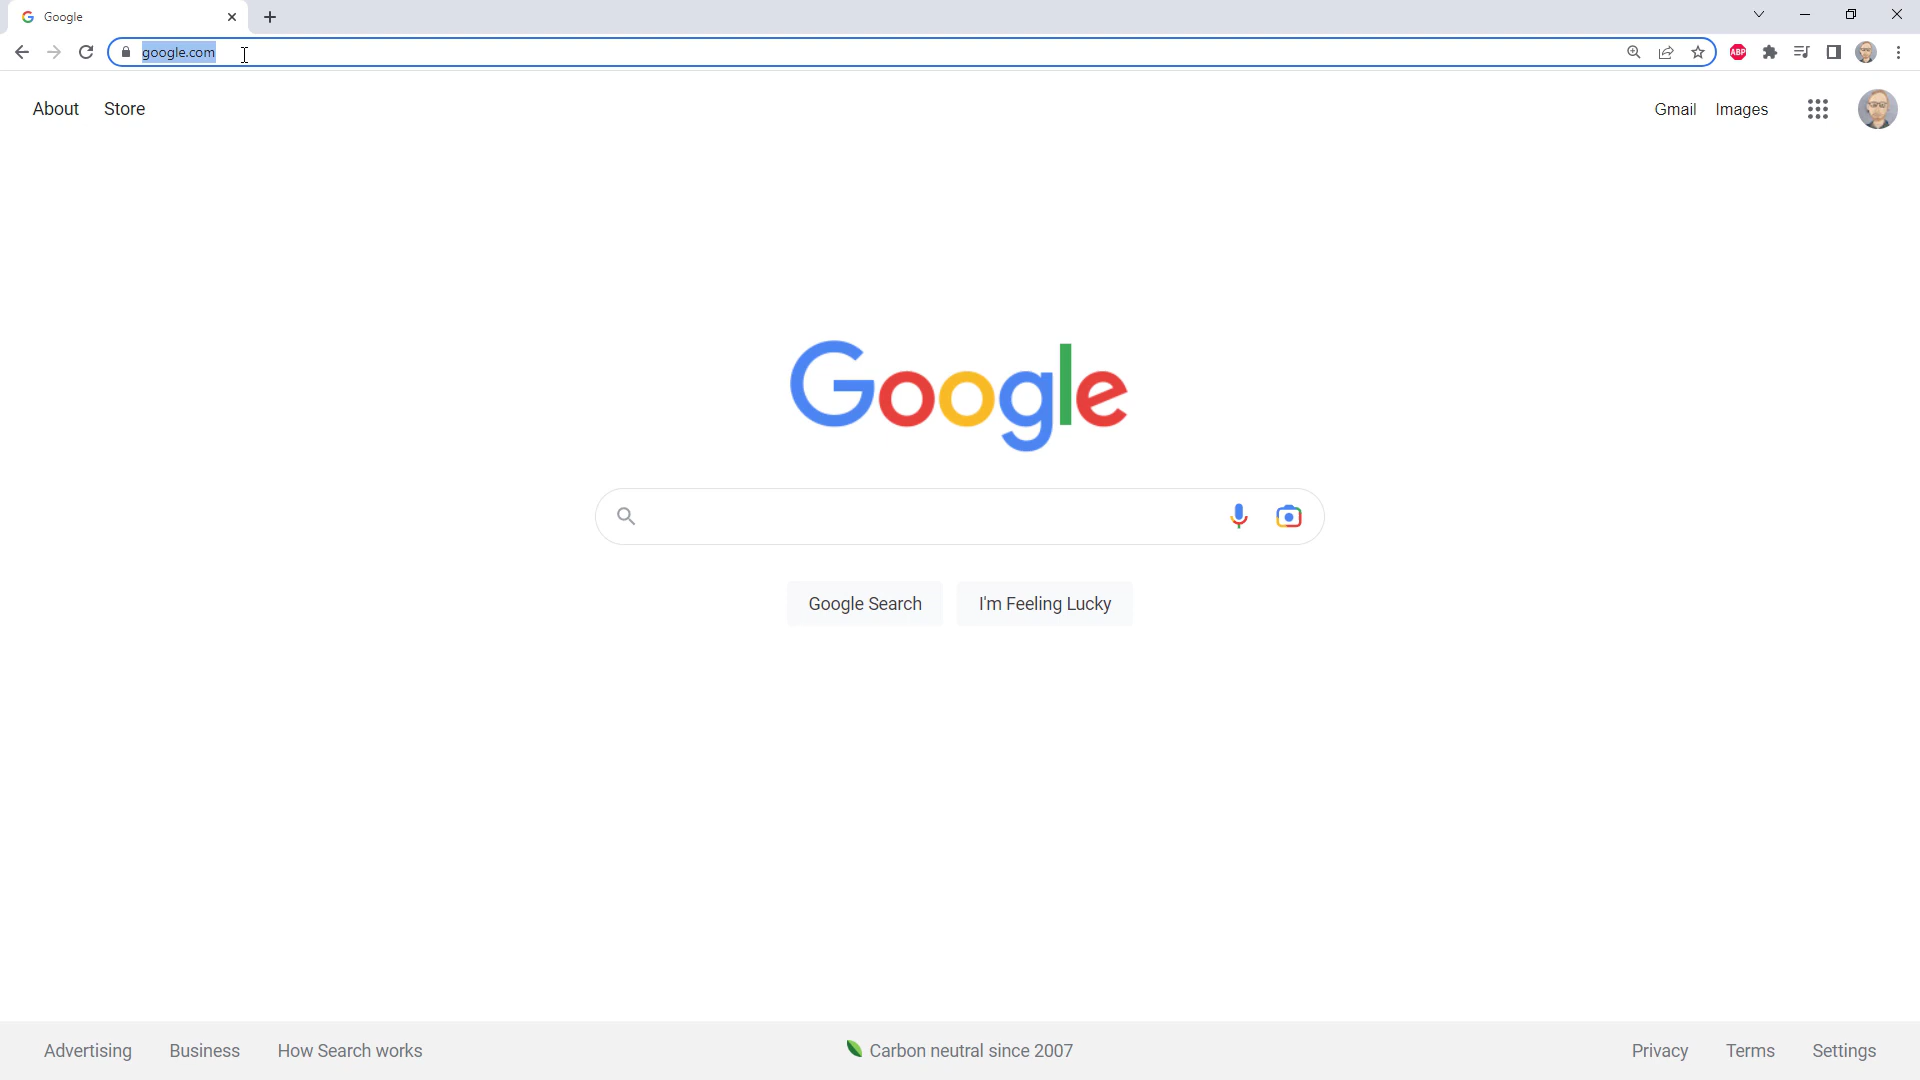 Google
google.com
ABP
About Store
Gmail Images
Google
Google Search I'm Feeling Lucky
Advertising Business How Search works
Carbon neutral since 2007
Privacy Terms Settings